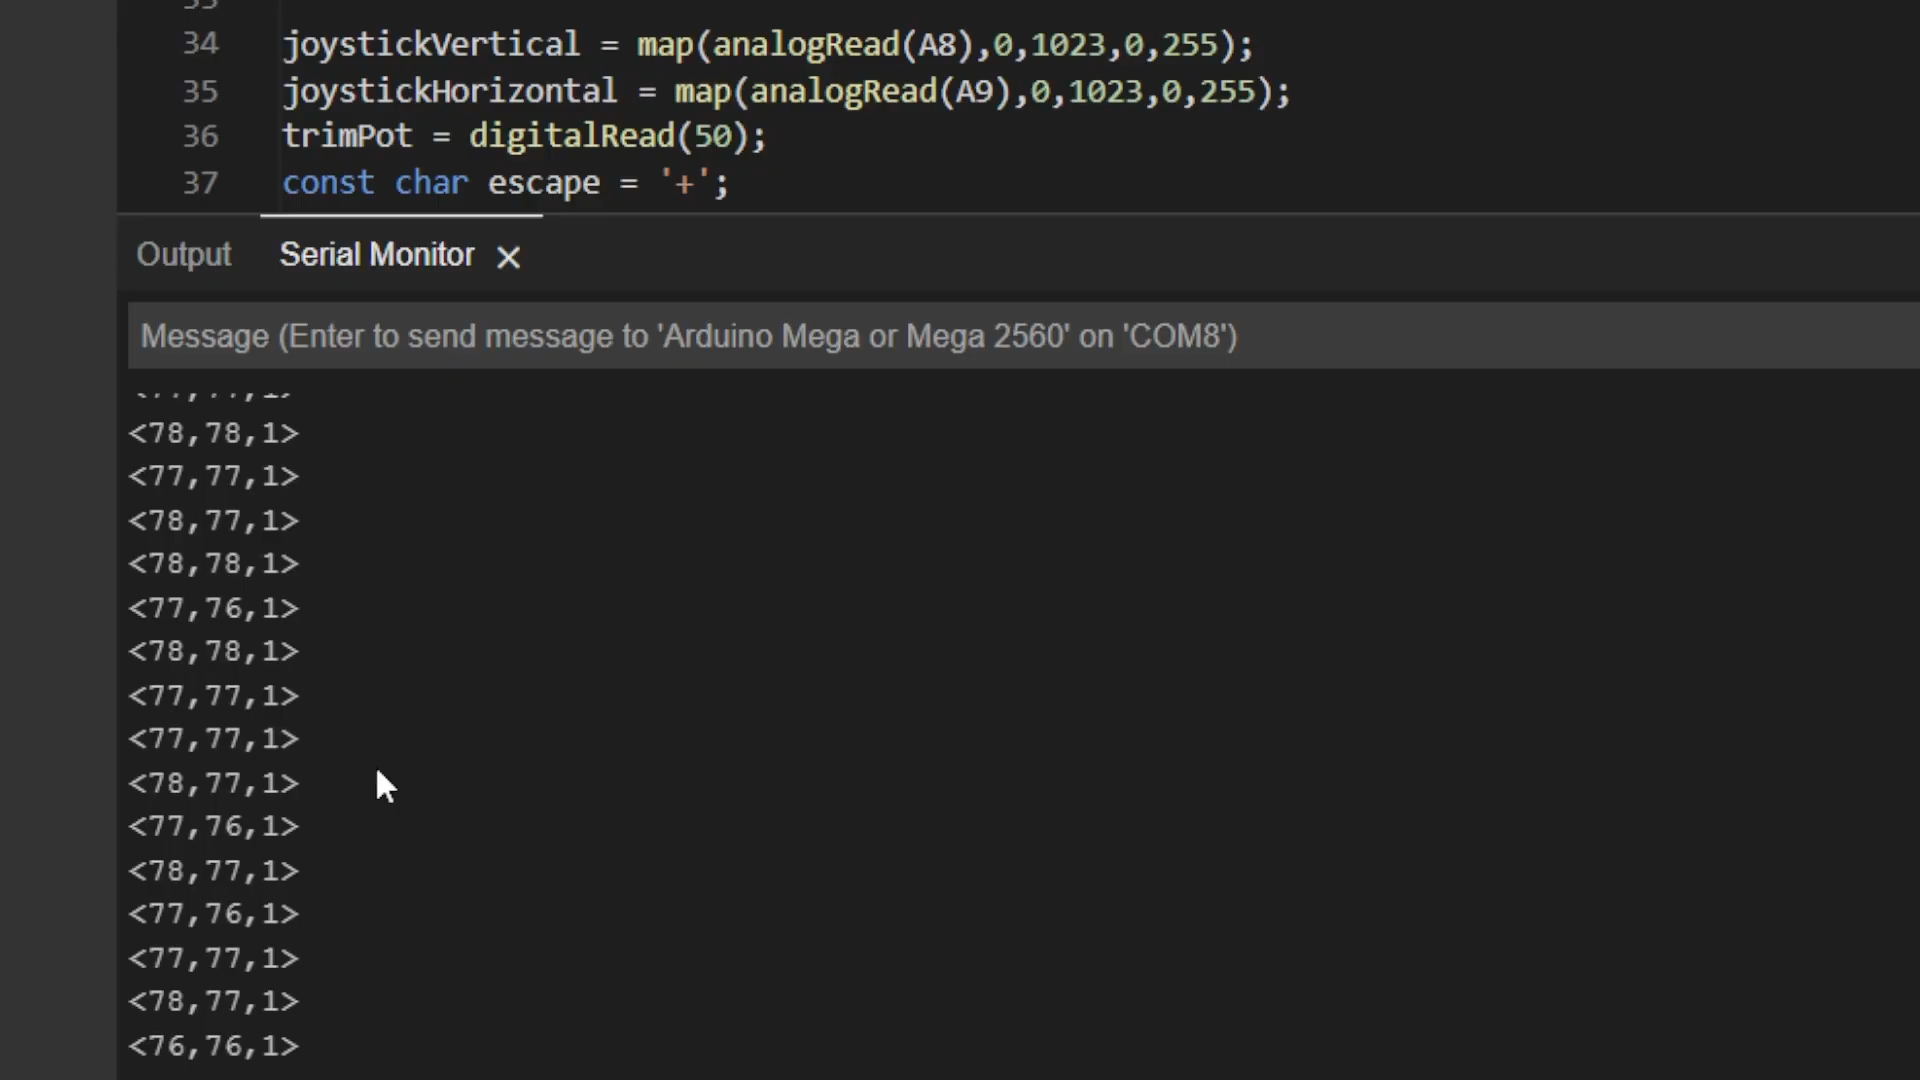 34 joystickVertical = map(analogRead(A8),0,1023,0,255);
35 joystickHorizontal = map(analogRead(A9),0,1023,0,255);
36 trimPot = digitalRead(50);
37 const char escape = '+';
Output Serial Monitor ×
Message (Enter to send message to 'Arduino Mega or Mega 2560' on 'COM8')
<78,78,1>
<77,77,1>
<78,77,1>
<78,78,1>
<77,76,1>
<78,78,1>
<77,77,1>
<77,77,1>
<78,77,1>
<77,76,1>
<78,77,1>
<77,76,1>
<77,77,1>
<78,77,1>
<76,76,1>